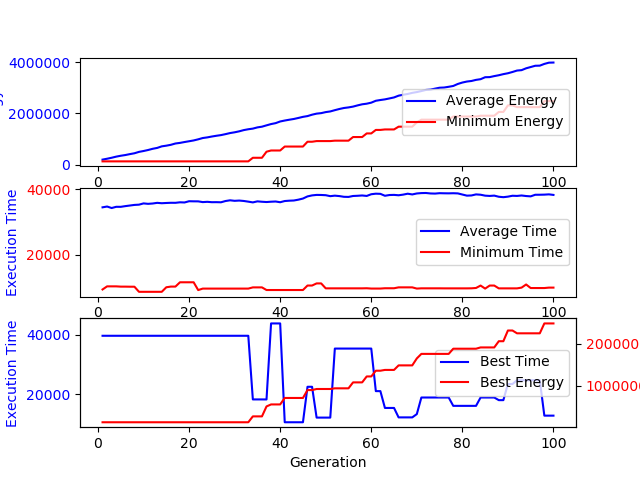 4000000
2000000
0
Average Energy
Minimum Energy
0 20 40 60 80 100
Execution Time
40000
20000
Average Time
Minimum Time
0 20 40 60 80 100
Execution Time
40000
20000
Best Time
Best Energy
0 20 40 60 80 100
Generation